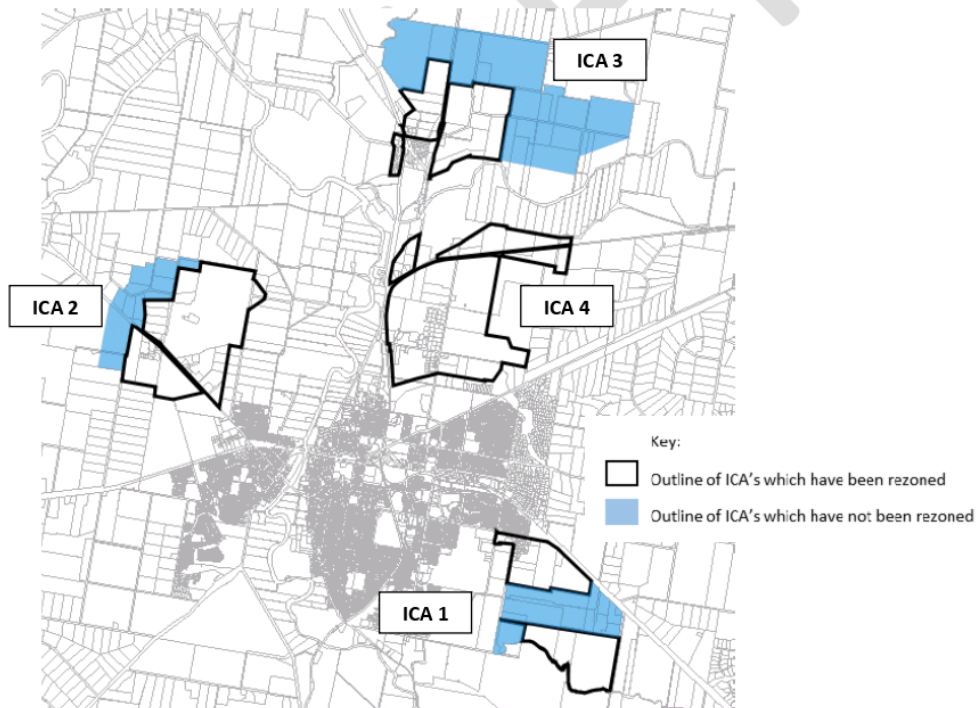 ICA 3
ICA 2
ICA 4
Key:
Outline of ICA's which have been rezoned
Outline of ICA's which have not been rezoned
ICA 1